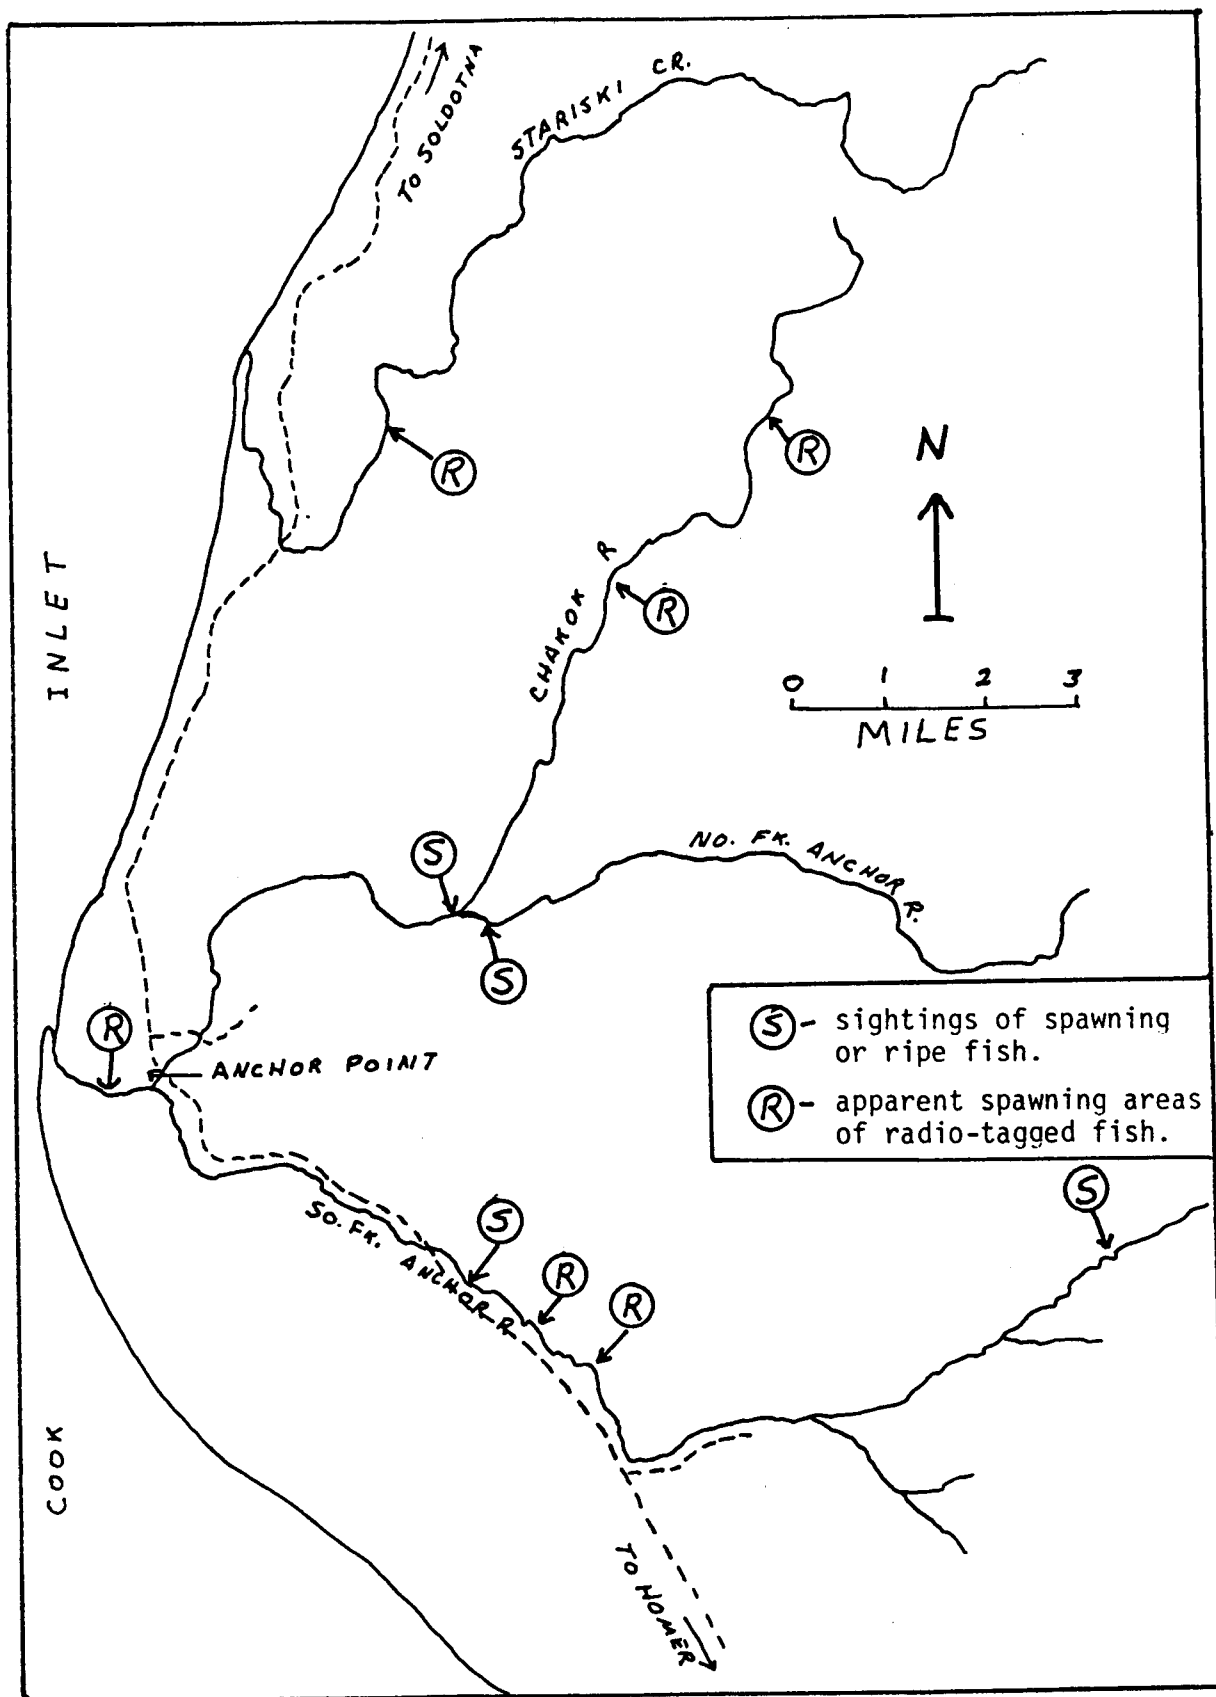 STARISKI CR.
TO SOLDOTNA
R
R
N
INLET
CHAKOK R
R
0 1 2 3
MILES
S
NO. FK. ANCHOR R.
S
R
ANCHOR POINT
S - sightings of spawning
or ripe fish.
R - apparent spawning areas
of radio-tagged fish.
S
S
SO. FK. ANCHOR R
R
R
COOK
TO HOMER